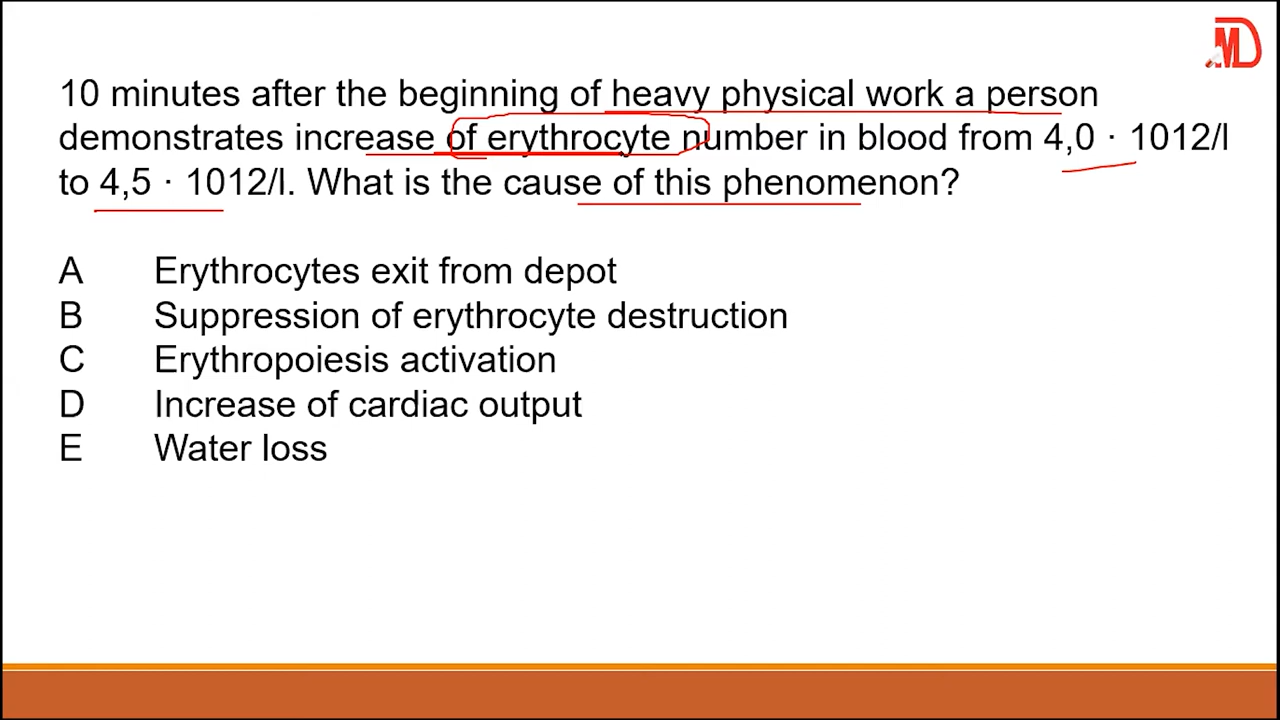 MD
10 minutes after the beginning of heavy physical work a person
demonstrates increase of erythrocyte number in blood from 4,0 · 1012/l
to 4,5 · 1012/l. What is the cause of this phenomenon?
A Erythrocytes exit from depot
B Suppression of erythrocyte destruction
C Erythropoiesis activation
D Increase of cardiac output
E Water loss